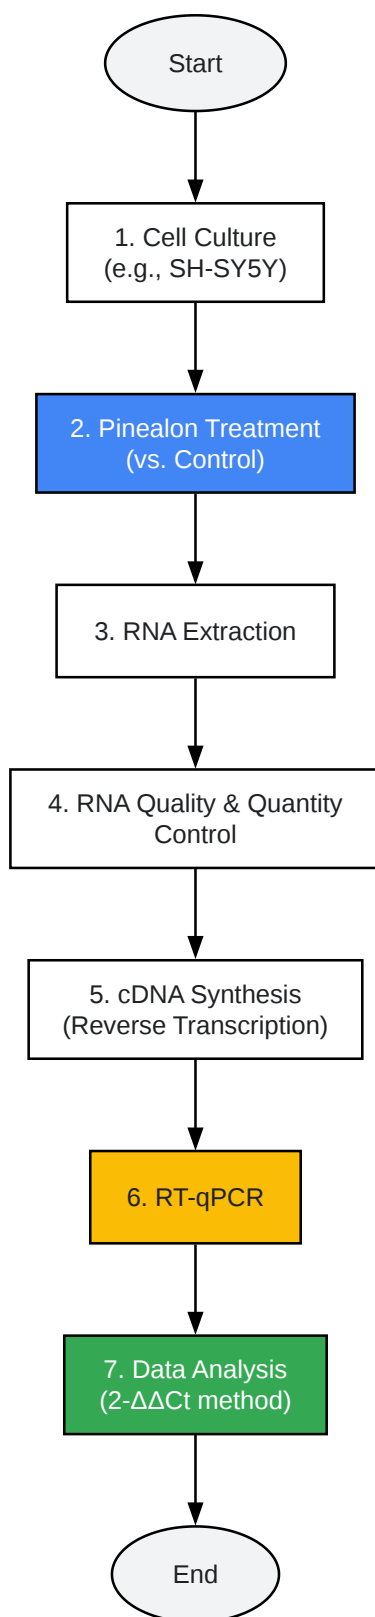 Start
1. Cell Culture
(e.g., SH-SY5Y)
2. Pinealon Treatment
(vs. Control)
3. RNA Extraction
4. RNA Quality & Quantity
Control
5. cDNA Synthesis
(Reverse Transcription)
6. RT-qPCR
7. Data Analysis
(2-ΔΔCt method)
End